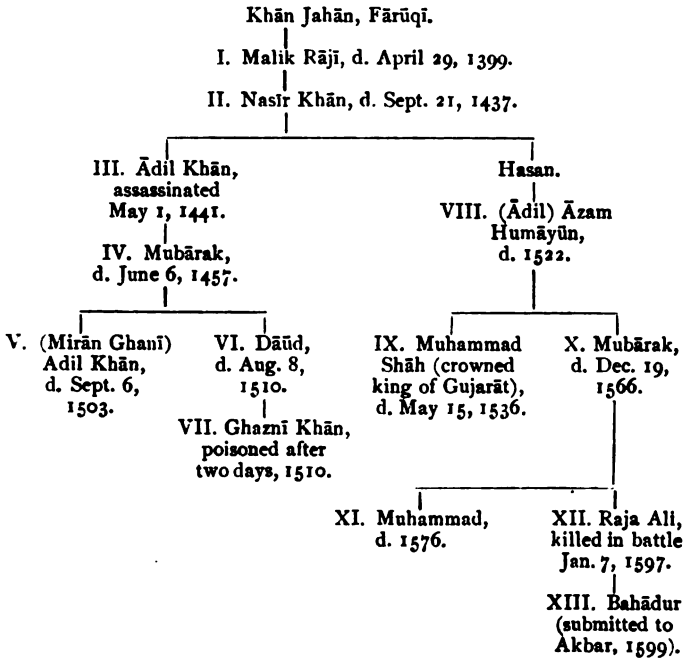 Khān Jahān, Fārūqī.
I. Malik Rājī, d. April 29, 1399.
II. Nasīr Khān, d. Sept. 21, 1437.
III. Ādil Khān,
assassinated
May 1, 1441.
Hasan.
VIII. (Ādil) Āzam
Humāyūn,
d. 1522.
IV. Mubārak,
d. June 6, 1457.
V. (Mirān Ghanī)
Adil Khān,
d. Sept. 6,
1503.
VI. Dāūd,
d. Aug. 8,
1510.
VII. Ghaznī Khān,
poisoned after
two days, 1510.
IX. Muhammad
Shāh (crowned
king of Gujarāt),
d. May 15, 1536.
X. Mubārak,
d. Dec. 19,
1566.
XI. Muhammad,
d. 1576.
XII. Raja Ali,
killed in battle
Jan. 7, 1597.
XIII. Bahādur
(submitted to
Akbar, 1599).